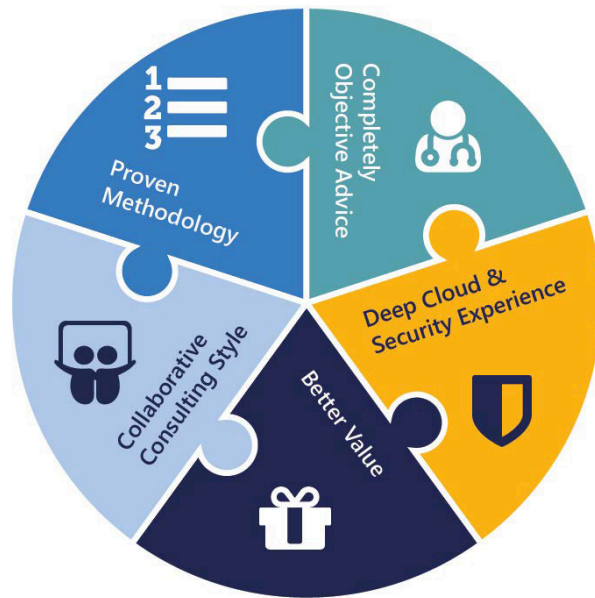 1
2
3
Proven
Methodology
Completely
Objective Advice
Deep Cloud &
Security Experience
Better Value
Collaborative
Consulting Style